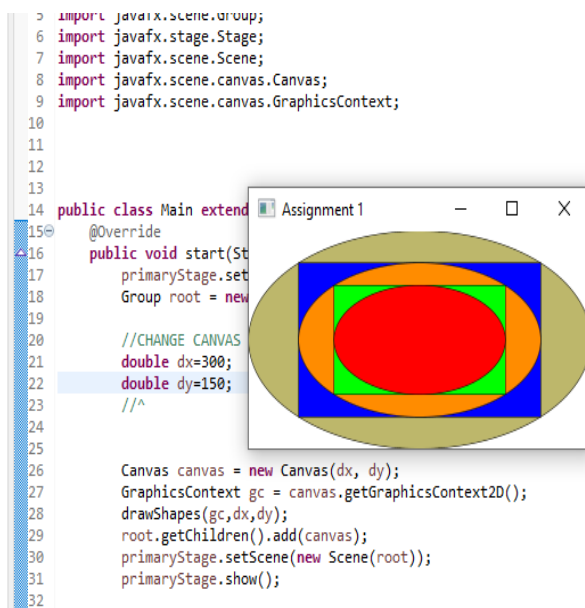 5 import javafx.scene.Group;
6 import javafx.stage.Stage;
7 import javafx.scene.Scene;
8 import javafx.scene.canvas.Canvas;
9 import javafx.scene.canvas.GraphicsContext;
10
11
12
13
14 public class Main extend
Assignment 1
15 @Override
16 public void start(St
17 primaryStage.set
18 Group root = new
19
20 //CHANGE CANVAS
21 double dx=300;
22 double dy=150;
23 //^
24
25
26 Canvas canvas = new Canvas(dx, dy);
27 GraphicsContext gc = canvas.getGraphicsContext2D();
28 drawShapes(gc,dx,dy);
29 root.getChildren().add(canvas);
30 primaryStage.setScene(new Scene(root));
31 primaryStage.show();
32